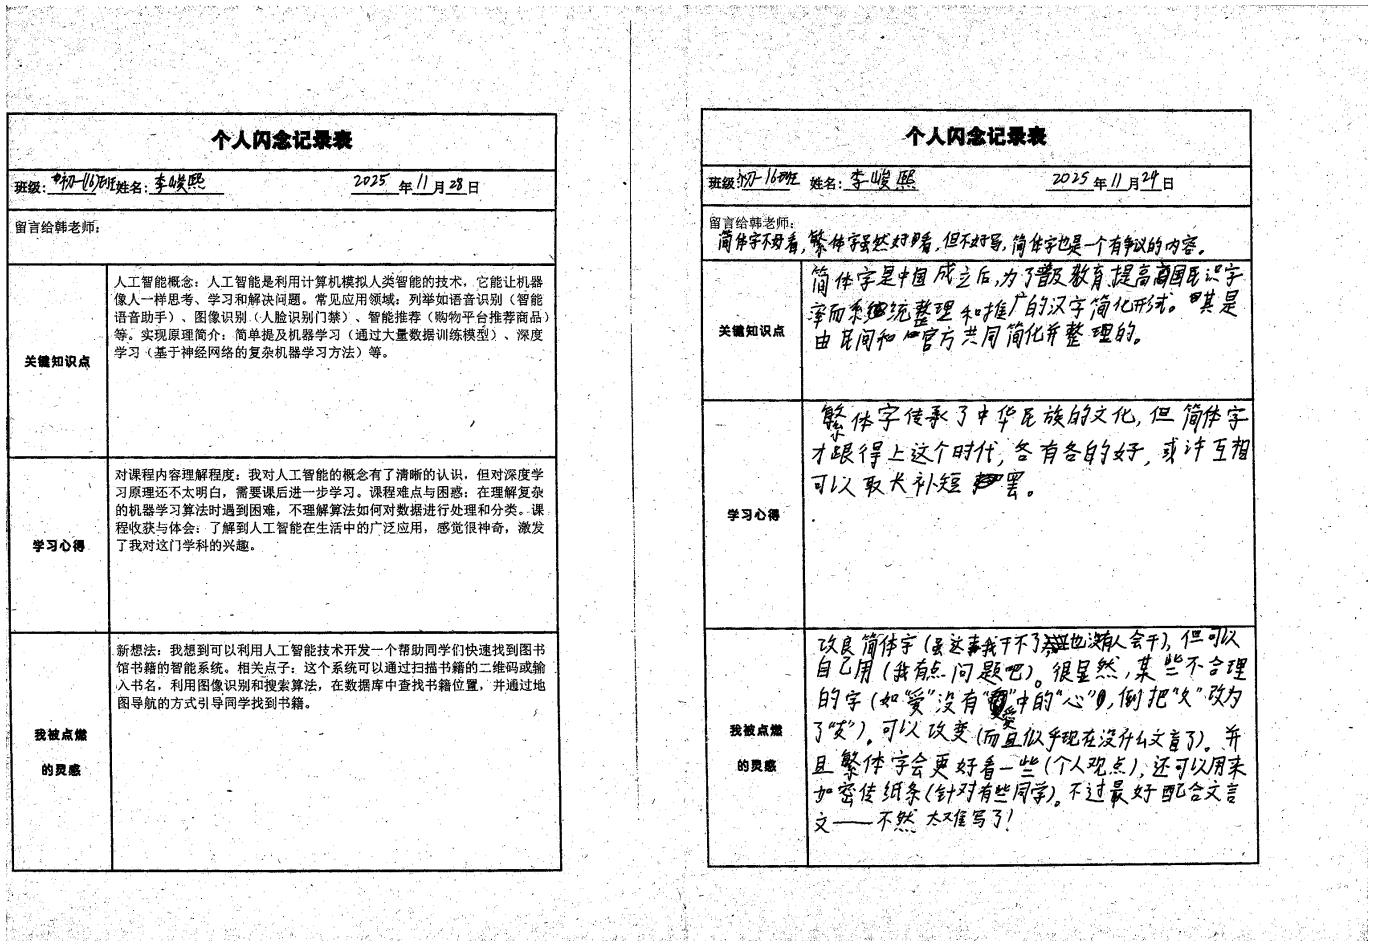 个人闪念记录表
班级：初一(16)班 姓名：李峻熙 2025 年 11 月 28 日
留言给韩老师：
关键知识点
人工智能概念：人工智能是利用计算机模拟人类智能的技术，它能让机器
像人一样思考、学习和解决问题。常见应用领域：列举如语音识别（智能
语音助手）、图像识别（人脸识别门禁）、智能推荐（购物平台推荐商品）
等。实现原理简介：简单提及机器学习（通过大量数据训练模型）、深度
学习（基于神经网络的复杂机器学习方法）等。
学习心得
对课程内容理解程度：我对人工智能的概念有了清晰的认识，但对深度学
习原理还不太明白，需要课后进一步学习。课程难点与困惑：在理解复杂
的机器学习算法时遇到困难，不理解算法如何对数据进行处理和分类。课
程收获与体会：了解到人工智能在生活中的广泛应用，感觉很神奇，激发
了我对这门学科的兴趣。
我被点燃
的灵感
新想法：我想到可以利用人工智能技术开发一个帮助同学们快速找到图书
馆书籍的智能系统。相关点子：这个系统可以通过扫描书籍的二维码或输
入书名，利用图像识别和搜索算法，在数据库中查找书籍位置，并通过地
图导航的方式引导同学找到书籍。
个人闪念记录表
班级：初一16班 姓名：李峻熙 2025 年 11 月 29 日
留言给韩老师：
简体字不好看，繁体字虽然好看，但不好写，简体字也是一个有争议的内容。
关键知识点
简体字是中国成立后，为了普及教育，提高国民识字
率而系统整理和推广的汉字简化形式。其是
由民间和官方共同简化并整理的。
学习心得
繁体字传承了中华民族的文化，但简体字
才跟得上这个时代，各有各的好，或许互相
可以取长补短罢。
我被点燃
的灵感
改良简体字（虽这事我干不了也没有人会干），但可以
自己用（我有点问题吧）。很显然，某些不合理
的字（如“爱”没有“愛”中的“心”，倒把“夂”改为
了“友”）。可以改变（而且似乎现在没什么文盲了）。并
且繁体字会更好看一些（个人观点），还可以用来
加密传纸条（针对有些同学）。不过最好配合文言
文——不然太难写了！